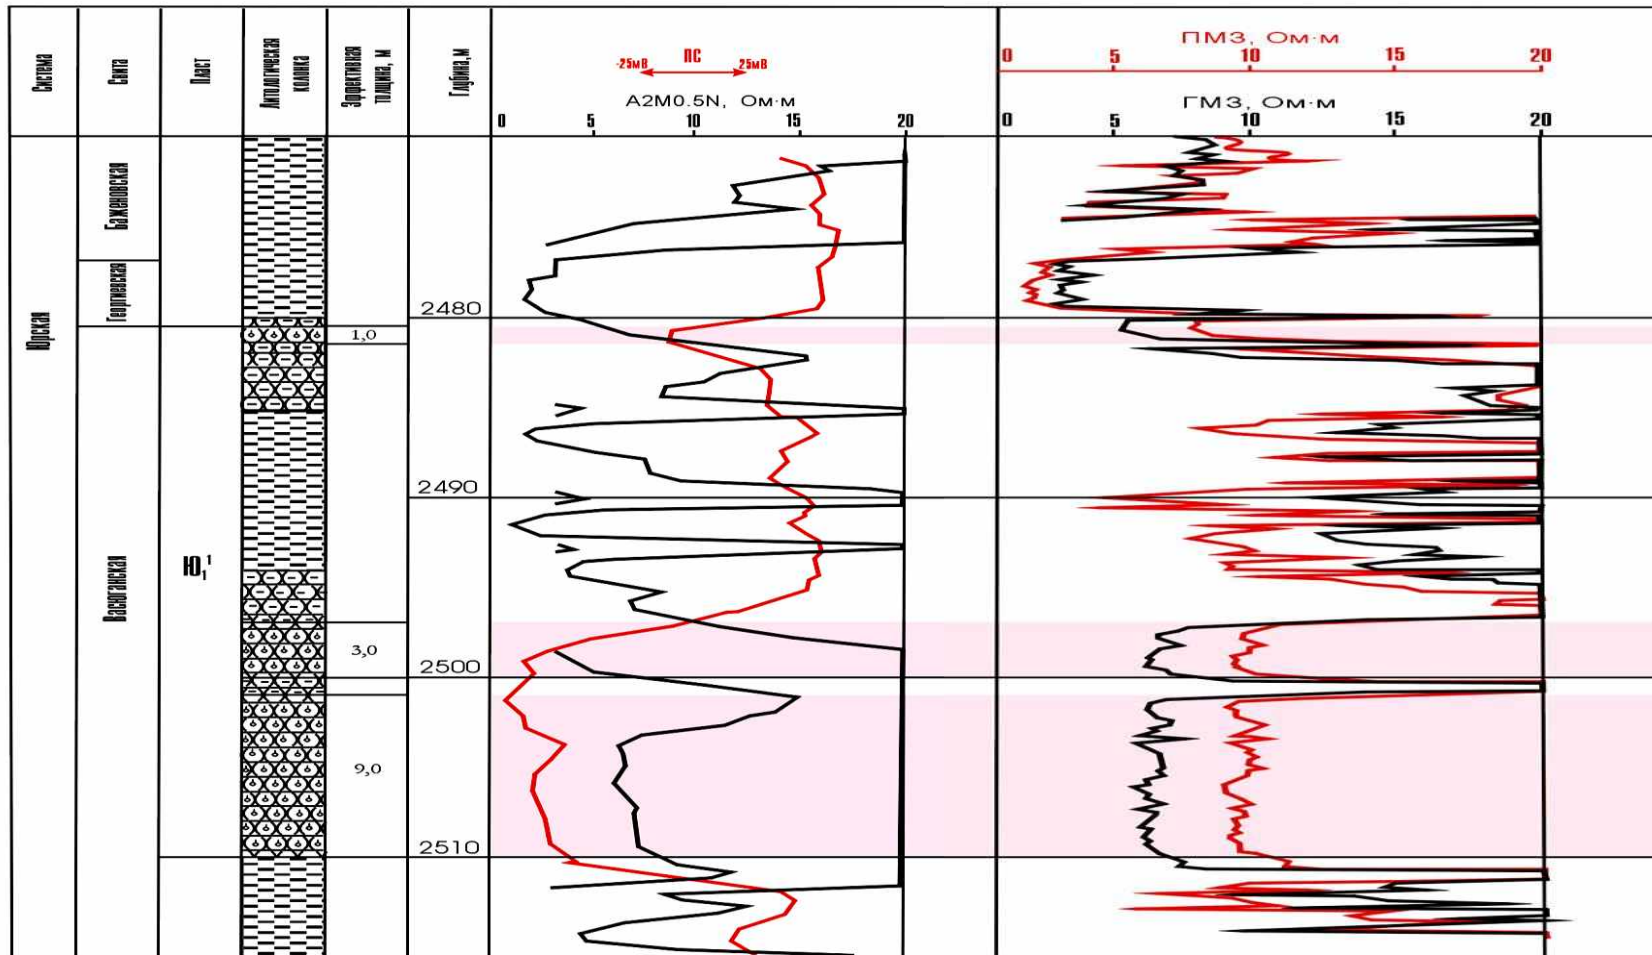 Система
Свита
Пласт
Литологическая
колонка
Эффективная
толщина, м
Глубина, м
-25мВ
ПС
25мВ
A2M0.5N, Ом·м
0 5 10 15 20
ПМЗ, Ом·м
0 5 10 15 20
ГМЗ, Ом·м
0 5 10 15 20
Юрская
Баженовская
Георгиевская
Васюганская
Ю₁¹
1,0
3,0
9,0
2480
2490
2500
2510